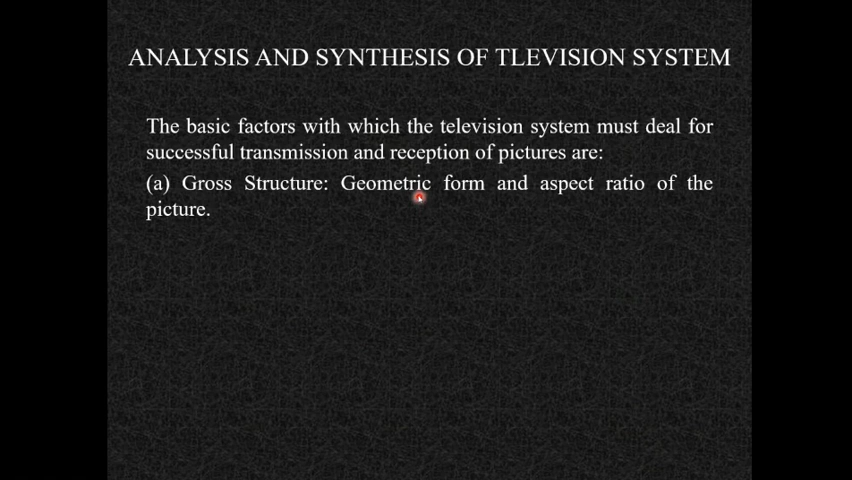 ANALYSIS AND SYNTHESIS OF TLEVISION SYSTEM
The basic factors with which the television system must deal for
successful transmission and reception of pictures are:
(a) Gross Structure: Geometric form and aspect ratio of the
picture.